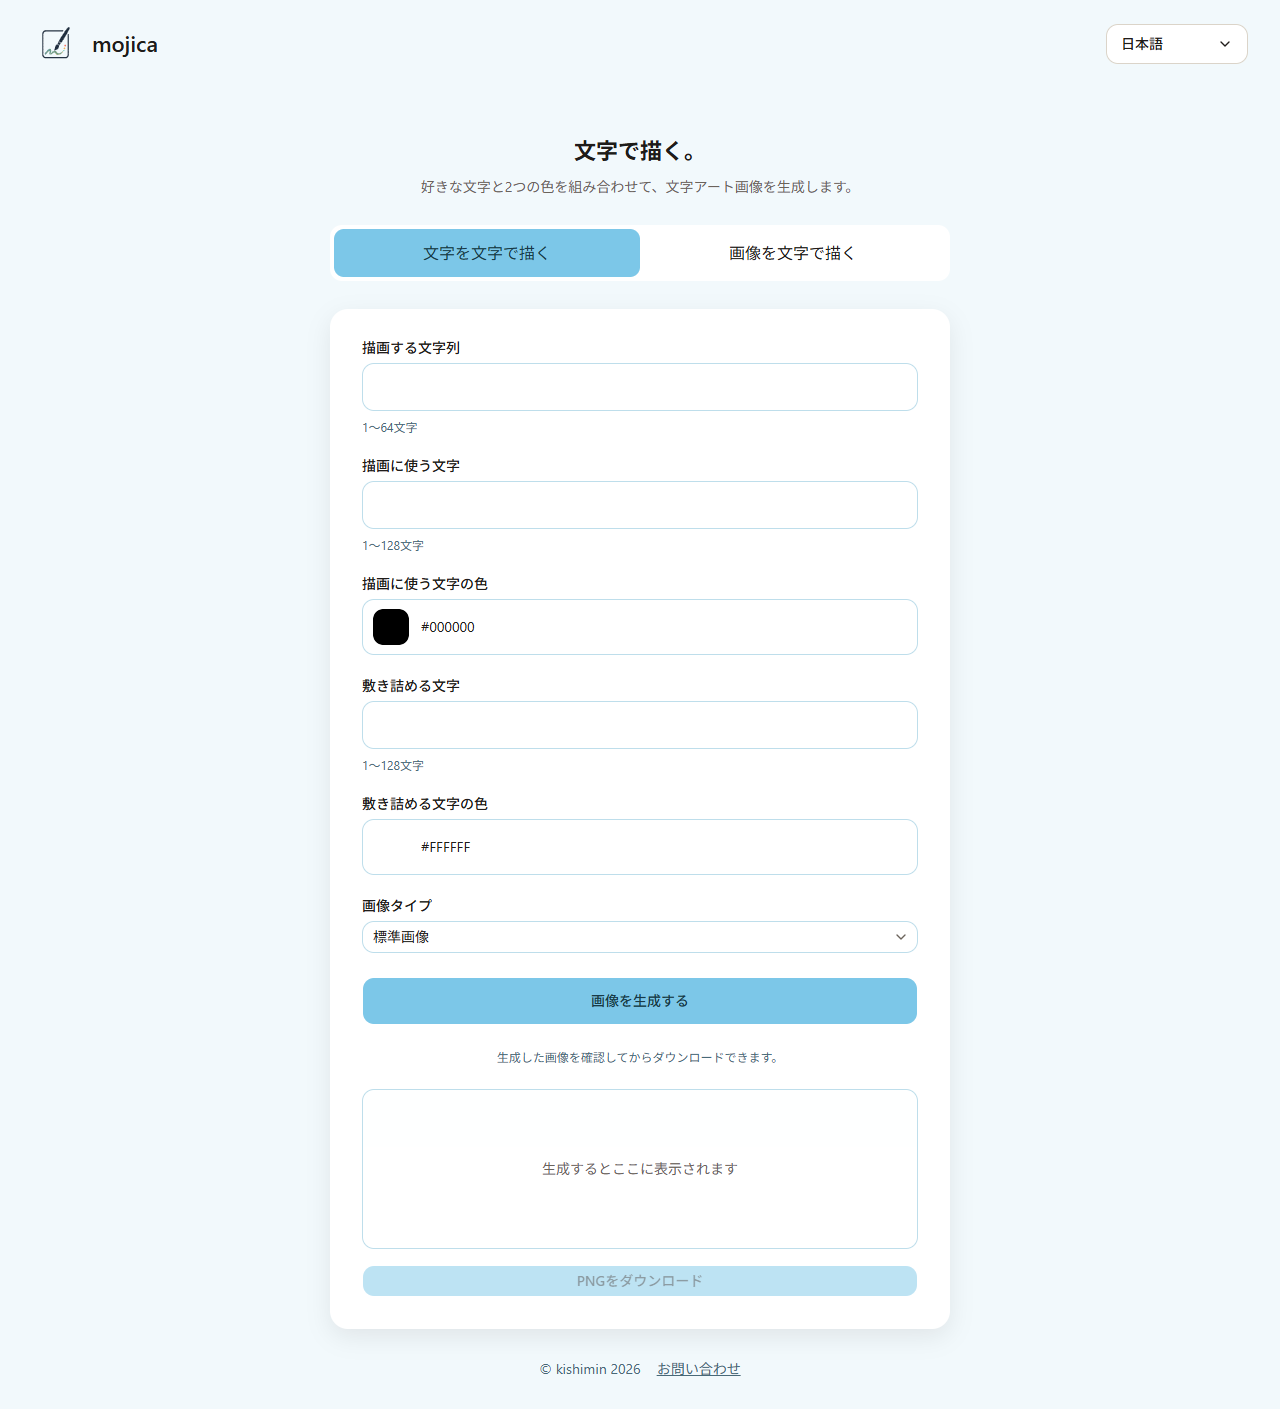 mojica
日本語
文字で描く。
好きな文字と2つの色を組み合わせて、文字アート画像を生成します。
文字を文字で描く
画像を文字で描く
描画する文字列
1〜64文字
描画に使う文字
1〜128文字
描画に使う文字の色
#000000
敷き詰める文字
1〜128文字
敷き詰める文字の色
#FFFFFF
画像タイプ
標準画像
画像を生成する
生成した画像を確認してからダウンロードできます。
生成するとここに表示されます
PNGをダウンロード
© kishimin 2026 お問い合わせ